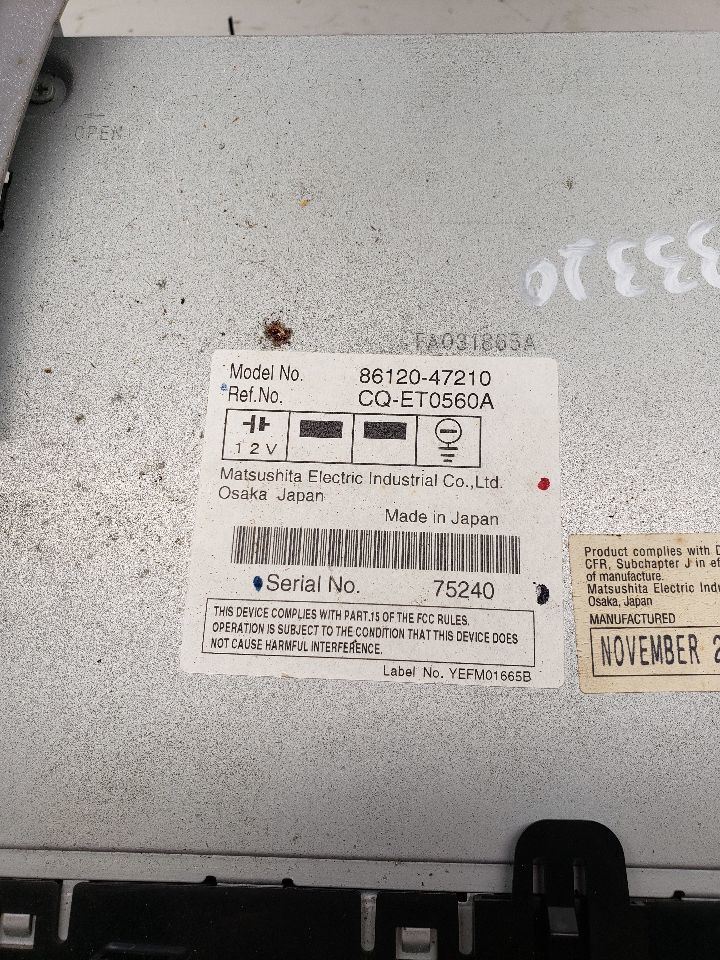 OPEN
FA031865A
Model No. 86120-47210
Ref.No. CQ-ET0560A
12V
Matsushita Electric Industrial Co.,Ltd.
Osaka Japan
Made in Japan
Serial No. 75240
THIS DEVICE COMPLIES WITH PART.15 OF THE FCC RULES.
OPERATION IS SUBJECT TO THE CONDITION THAT THIS DEVICE DOES
NOT CAUSE HARMFUL INTERFERENCE.
Label No. YEFM01665B
Product complies with
CFR, Subchapter J in
of manufacture.
Matsushita Electric
Osaka, Japan
MANUFACTURED
NOVEMBER